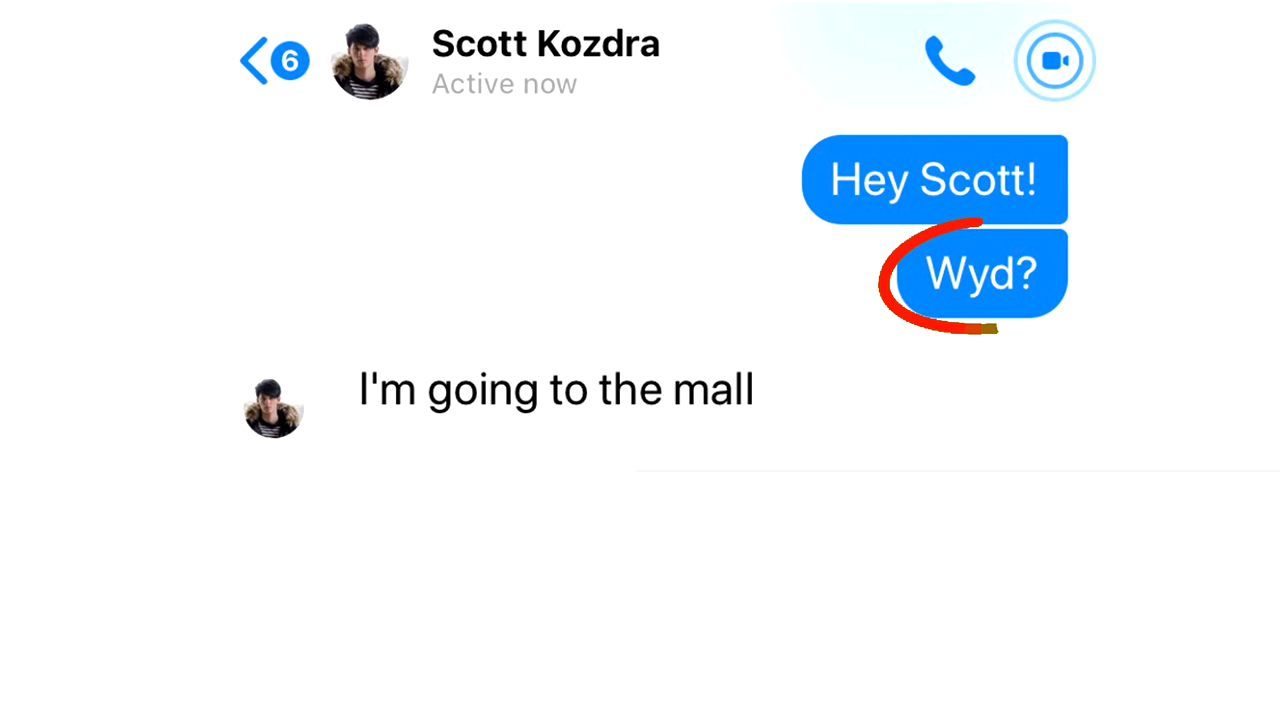 6
Scott Kozdra
Active now
Hey Scott!
Wyd?
I'm going to the mall